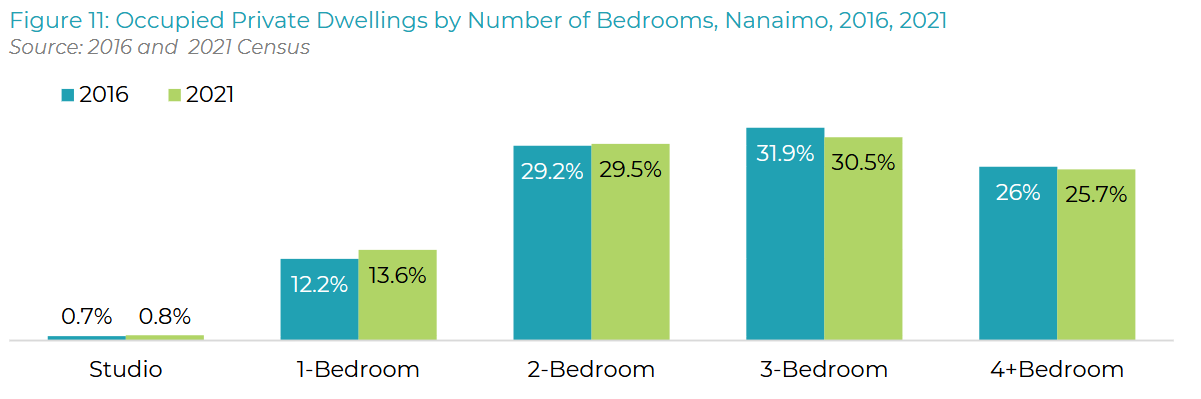 Figure 11: Occupied Private Dwellings by Number of Bedrooms, Nanaimo, 2016, 2021
Source: 2016 and  2021 Census
2016 2021
0.7% 0.8% 12.2% 13.6% 29.2% 29.5% 31.9% 30.5% 26% 25.7%
Studio 1-Bedroom 2-Bedroom 3-Bedroom 4+Bedroom